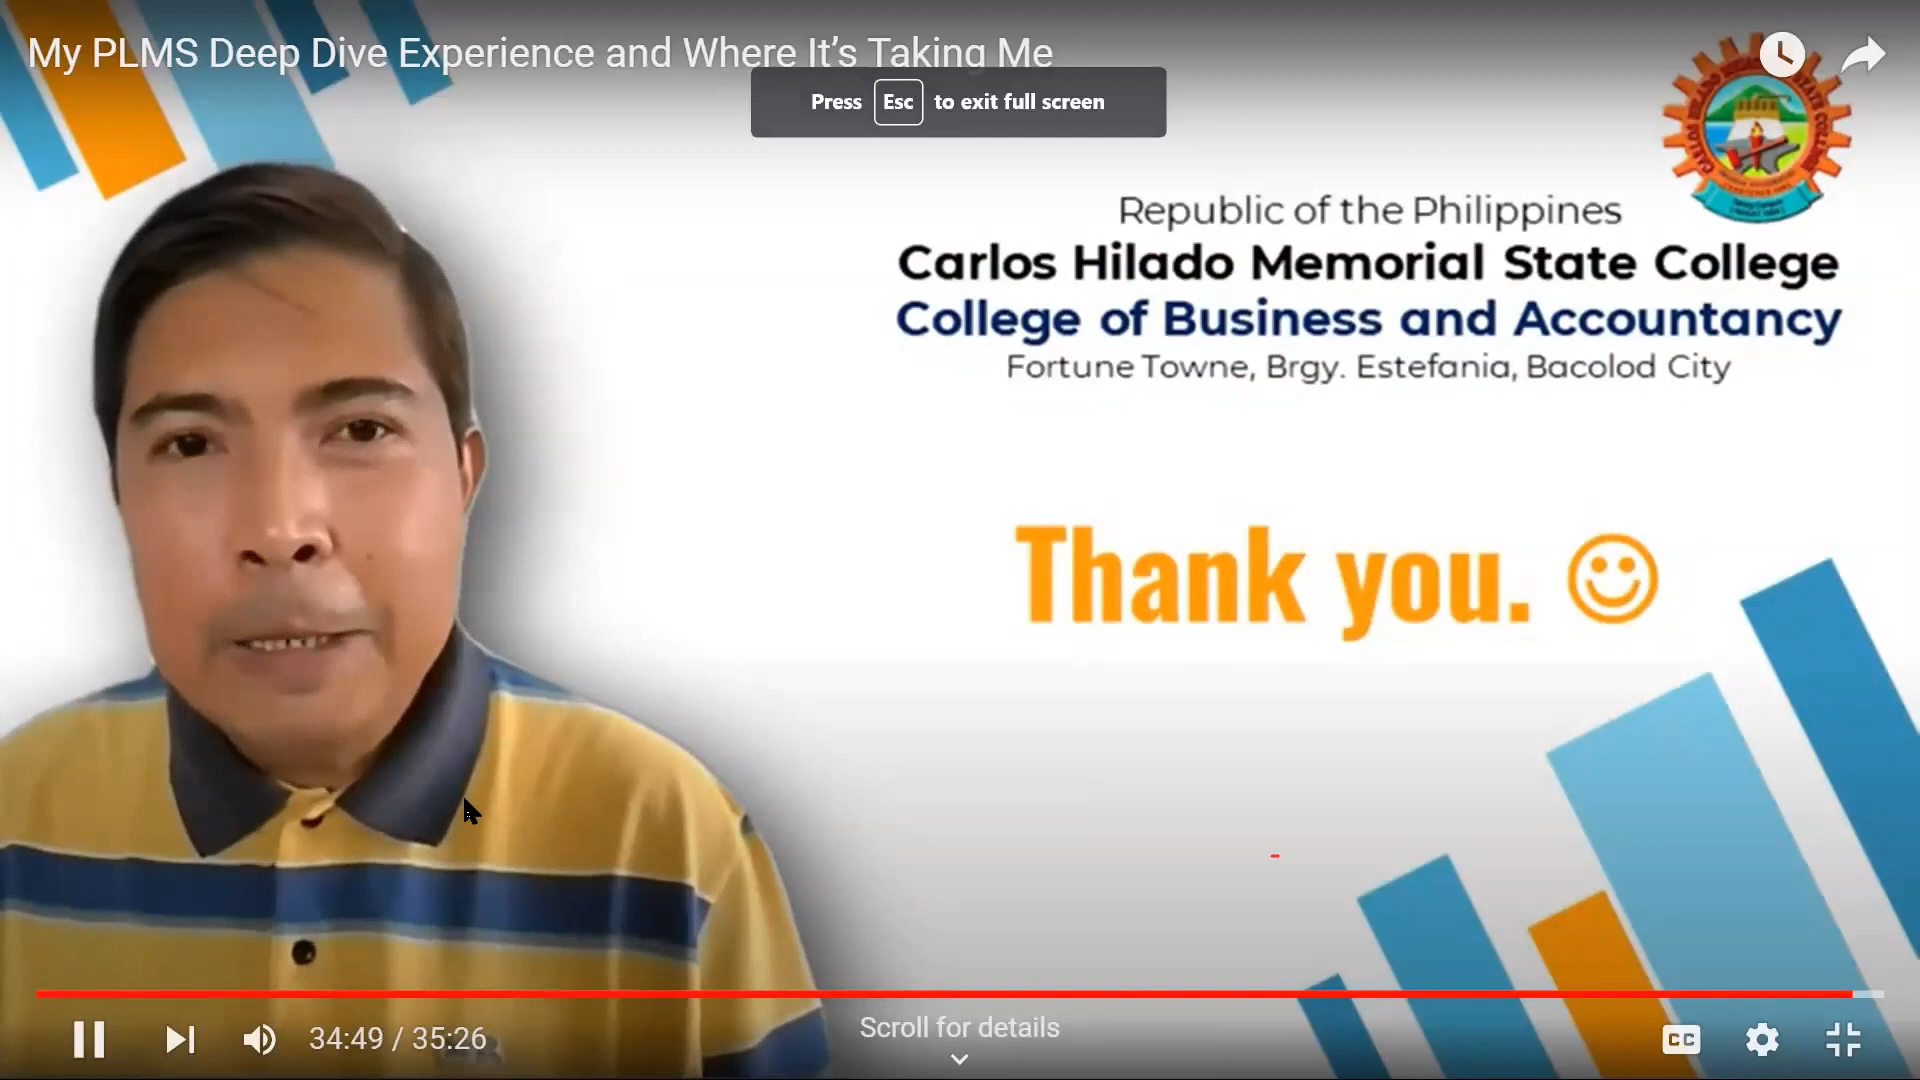 My PLMS Deep Dive Experience and Where It's Taking Me
Press Esc to exit full screen
Republic of the Philippines
Carlos Hilado Memorial State College
College of Business and Accountancy
Fortune Towne, Brgy. Estefania, Bacolod City
Thank you.
34:49 / 35:26
Scroll for details
CC